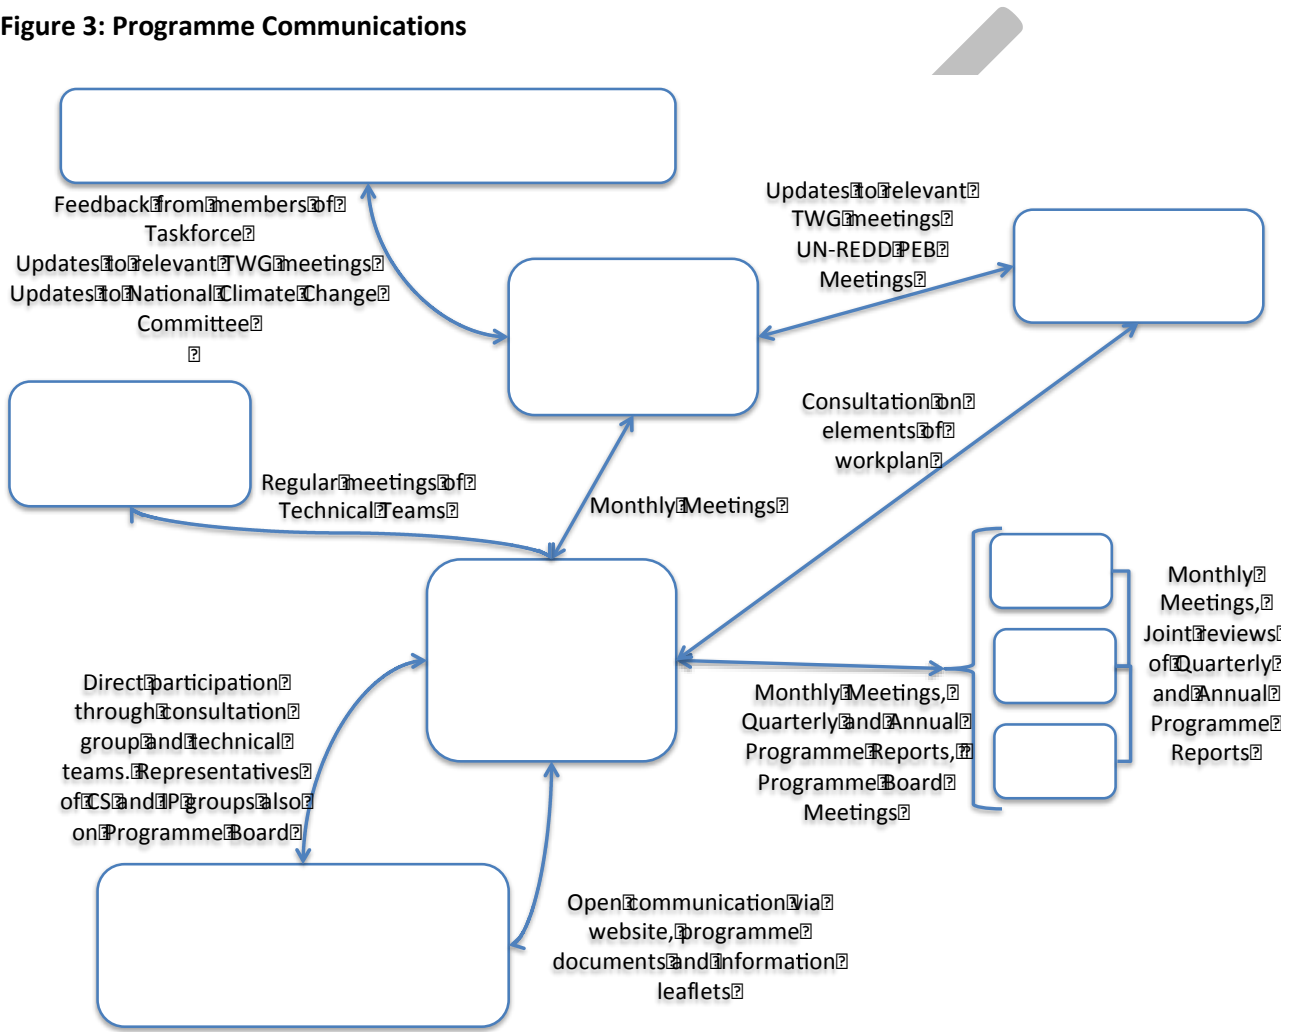 Figure 3: Programme Communications
Feedback from members of
Taskforce
Updates to relevant TWG meetings
Updates to National Climate Change
Committee
Updates to relevant
TWG meetings
UN-REDD PEB
Meetings
Consultation on
elements of
workplan
Regular meetings of
Technical Teams
Monthly Meetings
Monthly
Meetings,
Joint reviews
of Quarterly
and Annual
Programme
Reports
Monthly Meetings,
Quarterly and Annual
Programme Reports,
Programme Board
Meetings
Direct participation
through consultation
group and technical
teams. Representatives
of CS and IP groups also
on Programme Board
Open communication via
website, programme
documents and information
leaflets